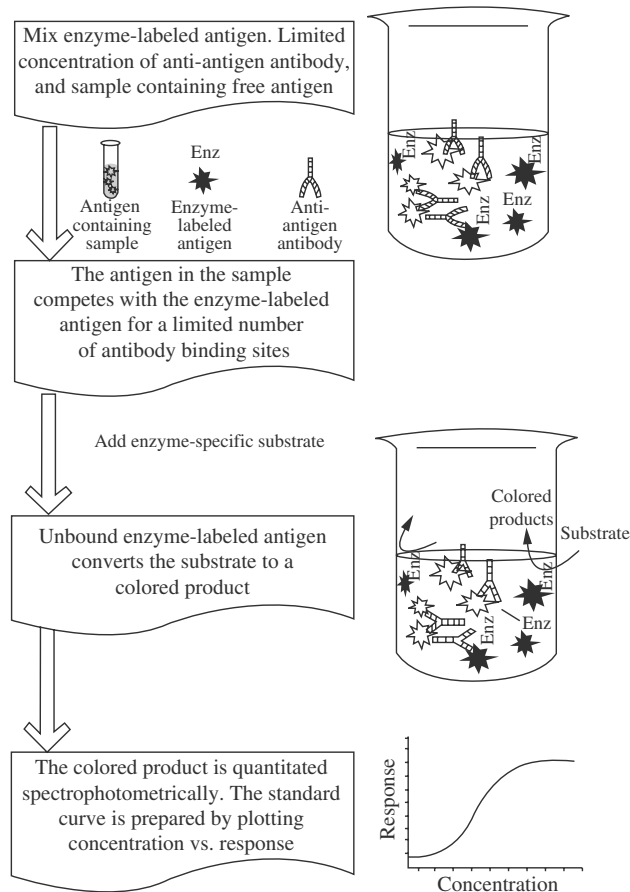 Mix enzyme-labeled antigen. Limited
concentration of anti-antigen antibody,
and sample containing free antigen
Enz
Antigen
containing
sample
Enzyme-
labeled
antigen
Anti-
antigen
antibody
Enz
Enz
Enz
Enz
The antigen in the sample
competes with the enzyme-labeled
antigen for a limited number
of antibody binding sites
Add enzyme-specific substrate
Unbound enzyme-labeled antigen
converts the substrate to a
colored product
Colored
products
Substrate
Enz
Enz
Enz
Enz
The colored product is quantitated
spectrophotometrically. The standard
curve is prepared by plotting
concentration vs. response
Response
Concentration